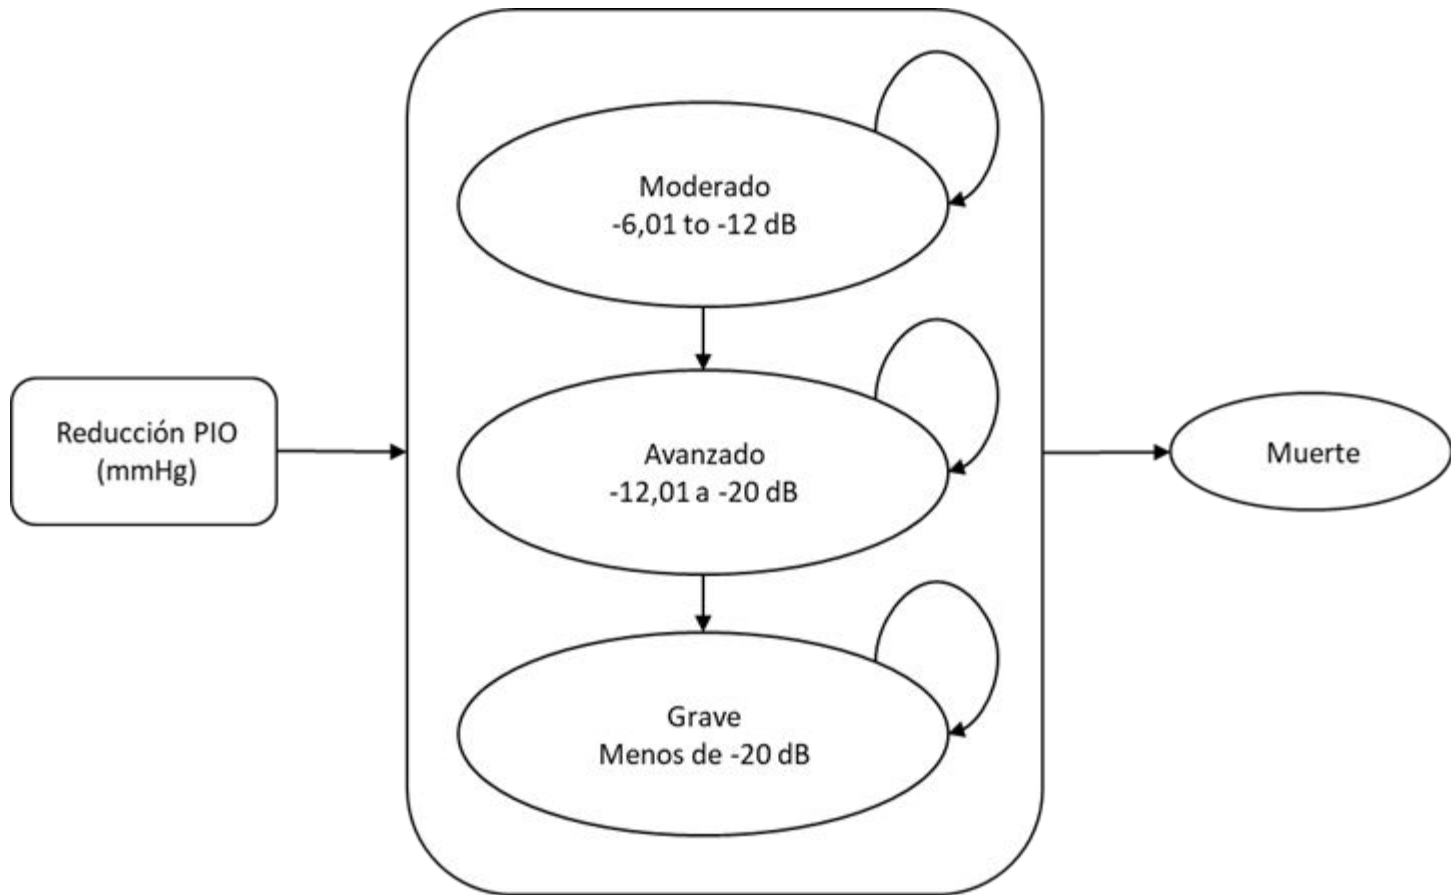 Moderado
-6,01 to -12 dB
Reducción PIO
(mmHg)
Avanzado
-12,01 a -20 dB
Muerte
Grave
Menos de -20 dB